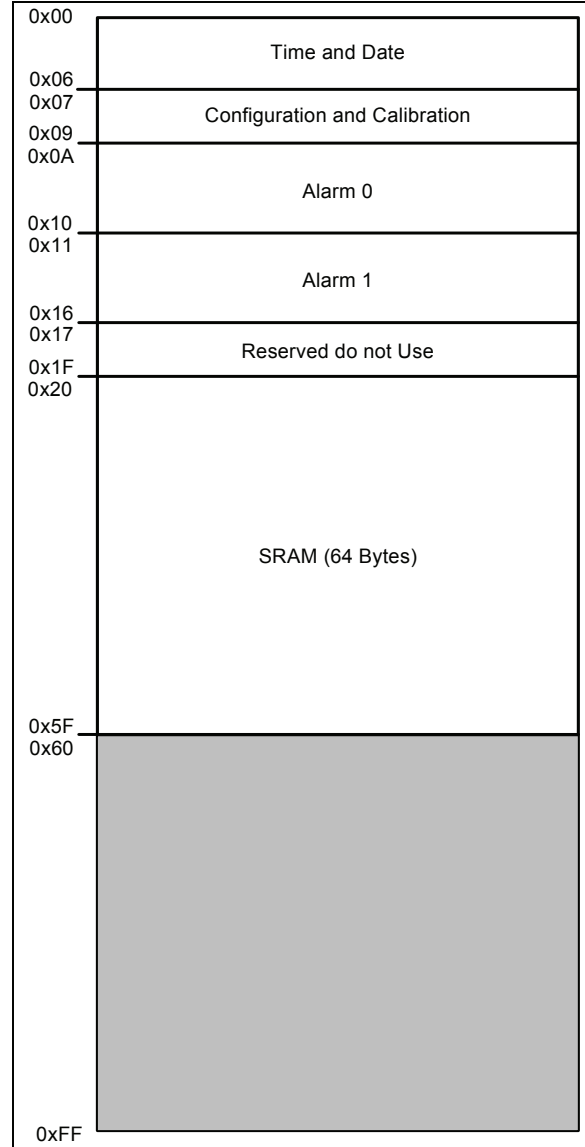 0x00
Time and Date
0x06
0x07
Configuration and Calibration
0x09
0x0A
Alarm 0
0x10
0x11
Alarm 1
0x16
0x17
Reserved do not Use
0x1F
0x20
SRAM (64 Bytes)
0x5F
0x60
0xFF